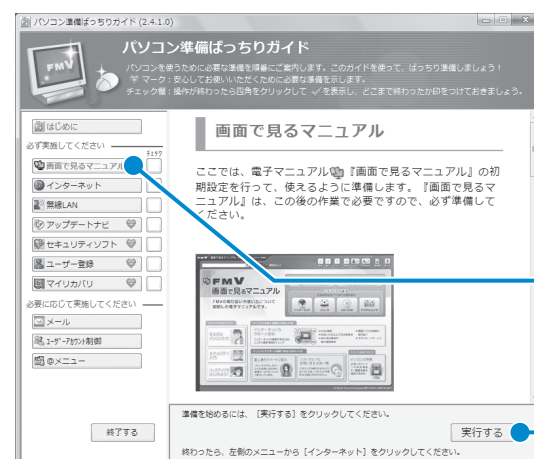 パソコン準備ばっちりガイド (2.4.1.0)
FMV
パソコン準備ばっちりガイド
パソコンを使うために必要な準備を順番にご案内します。このガイドを使って、ばっちり準備しましょう！
マーク：安心してお使いいただくために必要な準備を示します。
チェック欄：操作が終わったら四角をクリックして ✓を表示し、どこまで終わったか印をつけておきましょう。
はじめに
必ず実施してください
チェック
画面で見るマニュアル
インターネット
無線LAN
アップデートナビ
セキュリティソフト
ユーザー登録
マイリカバリ
必要に応じて実施してください
メール
ユーザーアカウント制御
@メニュー
終了する
画面で見るマニュアル
ここでは、電子マニュアル『画面で見るマニュアル』の初
期設定を行って、使えるように準備します。『画面で見るマ
ニュアル』は、この後の作業で必要ですので、必ず準備して
ください。
FMV
画面で見るマニュアル
準備を始めるには、［実行する］をクリックしてください。
実行する
終わったら、左側のメニューから［インターネット］をクリックしてください。